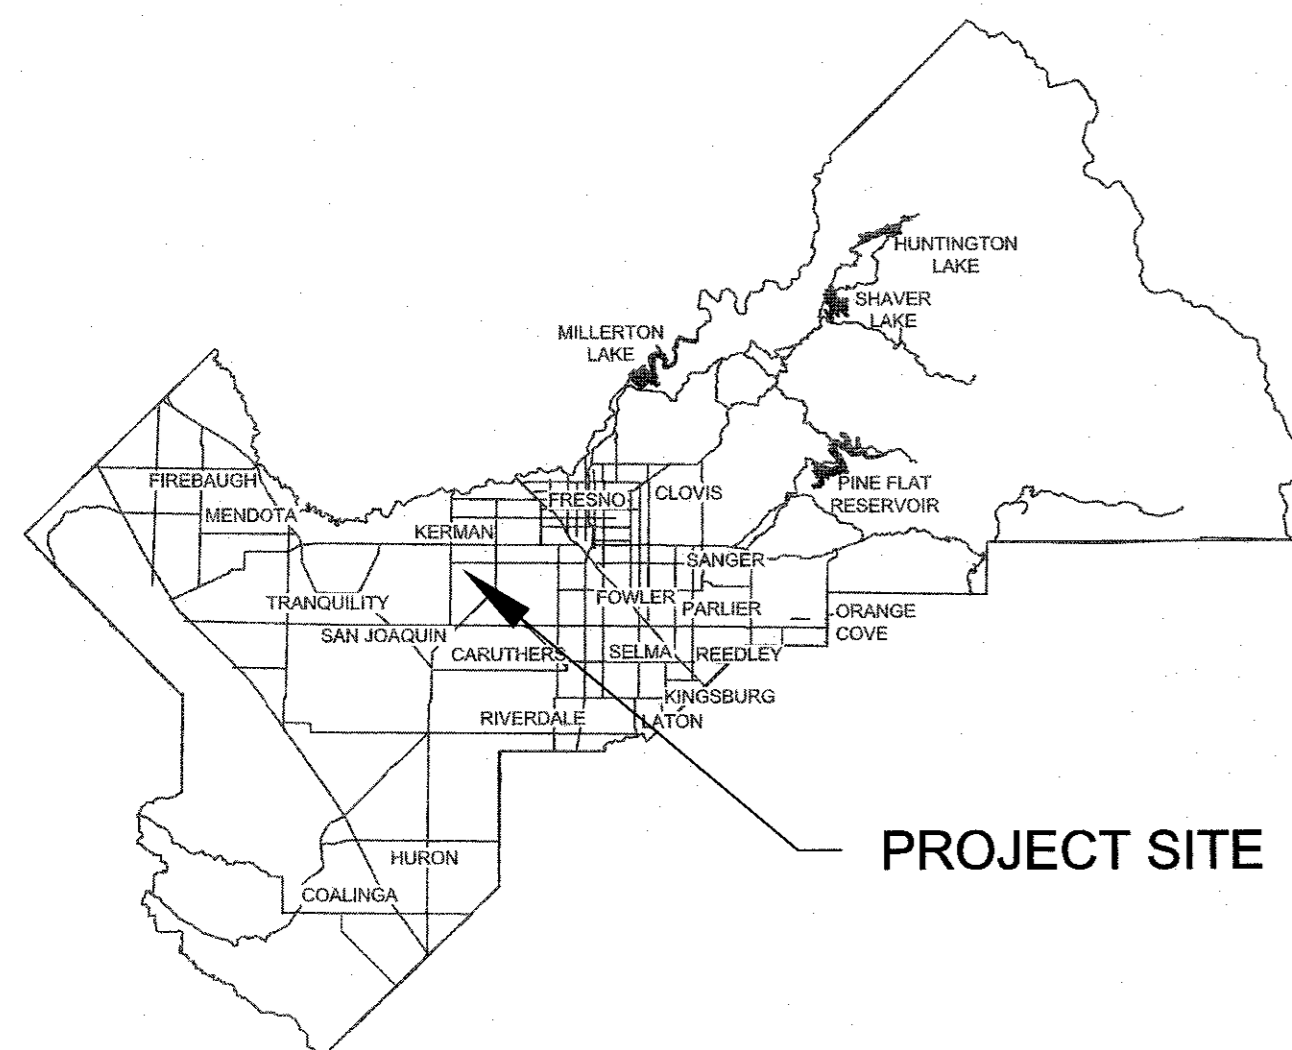 HUNTINGTON
LAKE
SHAVER
LAKE
MILLERTON
LAKE
FIREBAUGH
PINE FLAT
RESERVOIR
CLOVIS
FRESNO
MENDOTA
KERMAN
SANGER
FOWLER
TRANQUILITY
PARLIER
ORANGE
COVE
SAN JOAQUIN
CARUTHERS
SELMA
REEDLEY
KINGSBURG
RIVERDALE
LATON
PROJECT SITE
HURON
COALINGA